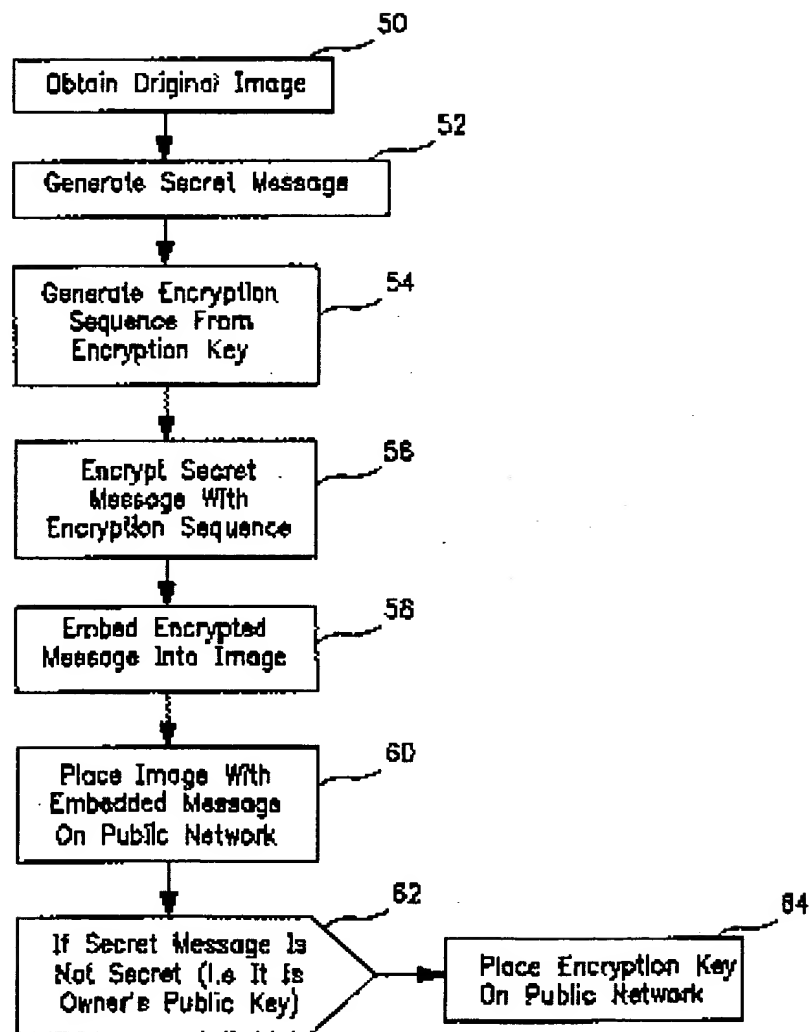 50
Obtain Original Image
52
Generate Secret Message
54
Generate Encryption
Sequence From
Encryption Key
56
Encrypt Secret
Message With
Encryption Sequence
58
Embed Encrypted
Message Into Image
60
Place Image With
Embedded Message
On Public Network
62
If Secret Message Is
Not Secret (i.e It Is
Owner's Public Key)
64
Place Encryption Key
On Public Network